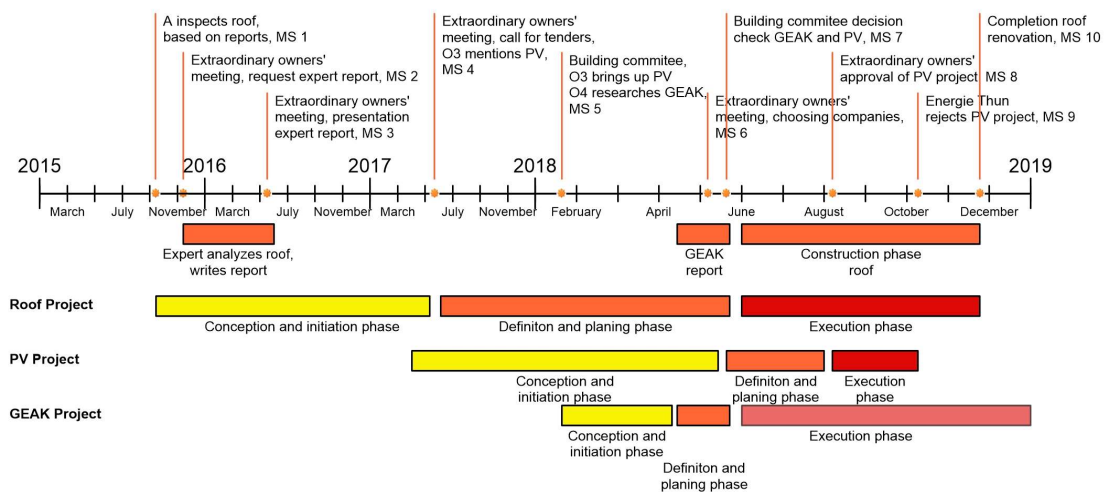 A inspects roof,
based on reports, MS 1
Extraordinary owners'
meeting, request expert report, MS 2
Extraordinary owners'
meeting, presentation
expert report, MS 3
Extraordinary owners'
meeting, call for tenders,
O3 mentions PV,
MS 4
Building commitee,
O3 brings up PV
O4 researches GEAK,
MS 5
Extraordinary owners'
meeting, choosing companies,
MS 6
Building commitee decision
check GEAK and PV, MS 7
Extraordinary owners'
approval of PV project, MS 8
Energie Thun
rejects PV project, MS 9
Completion roof
renovation, MS 10
2015 2016 2017 2018 2019
March July November March July November March July November February April June August October December
Expert analyzes roof,
writes report
GEAK
report
Construction phase
roof
Roof Project
Conception and initiation phase
Definiton and planing phase
Execution phase
PV Project
Conception and
initiation phase
Definiton and
planing phase
Execution
phase
GEAK Project
Conception and
initiation phase
Definiton and
planing phase
Execution phase